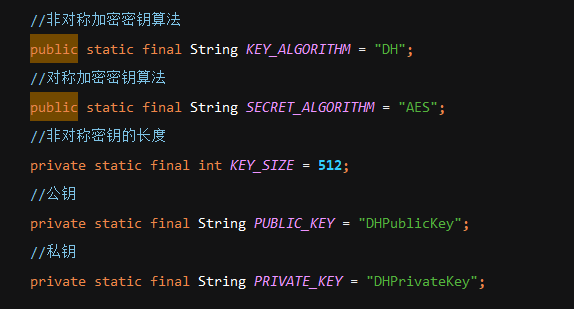 //非对称加密密钥算法
public static final String KEY_ALGORITHM = "DH";
//对称加密密钥算法
public static final String SECRET_ALGORITHM = "AES";
//非对称密钥的长度
private static final int KEY_SIZE = 512;
//公钥
private static final String PUBLIC_KEY = "DHPublicKey";
//私钥
private static final String PRIVATE_KEY = "DHPrivateKey";